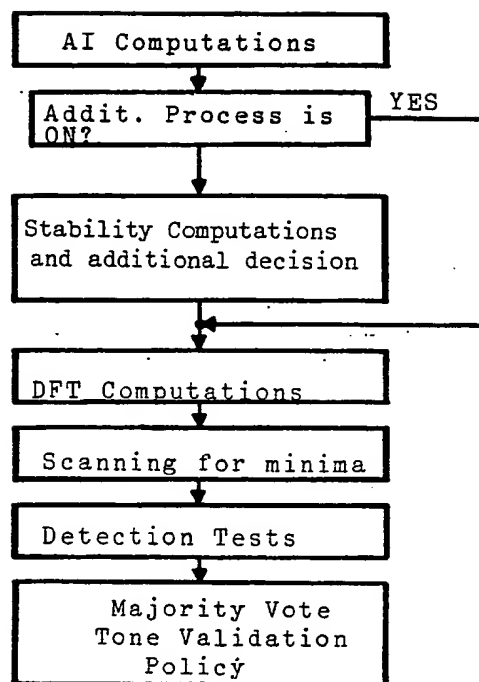 AI Computations
Addit. Process is
ON?
YES
Stability Computations
and additional decision
DFT Computations
Scanning for minima
Detection Tests
Majority Vote
Tone Validation
Policy